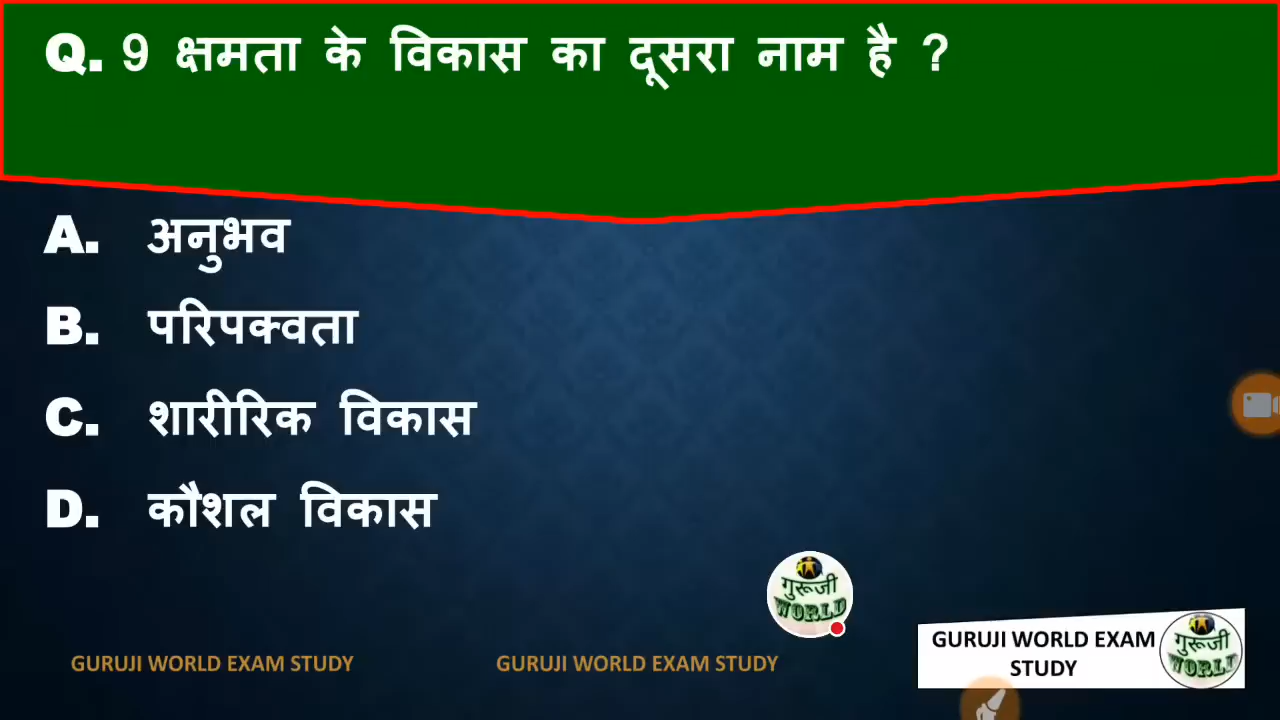 Q. 9 क्षमता के विकास का दूसरा नाम है ?
A. अनुभव
B. परिपक्वता
C. शारीरिक विकास
D. कौशल विकास
गुरूजी
WORLD
GURUJI WORLD EXAM STUDY
GURUJI WORLD EXAM STUDY
GURUJI WORLD EXAM
STUDY
गुरूजी
WORLD